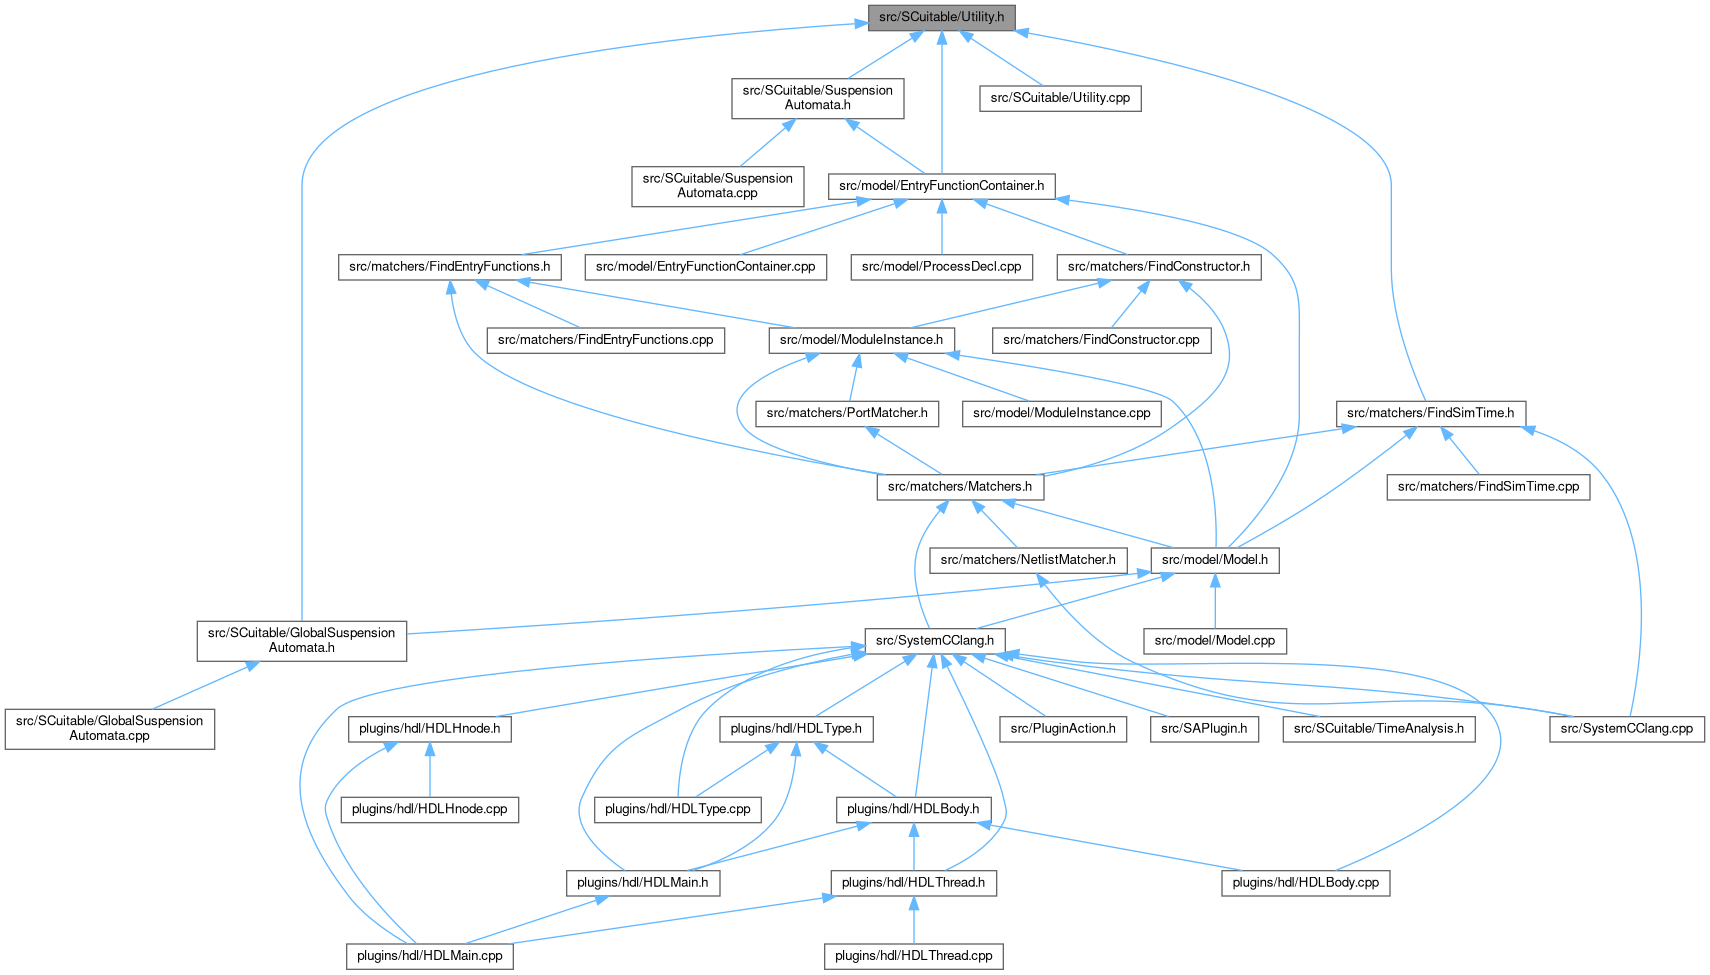 src/SCuitable/Utility.h
src/SCuitable/Suspension
Automata.h
src/SCuitable/Utility.cpp
src/SCuitable/Suspension
Automata.cpp
src/model/EntryFunctionContainer.h
src/matchers/FindEntryFunctions.h
src/model/EntryFunctionContainer.cpp
src/model/ProcessDecl.cpp
src/matchers/FindConstructor.h
src/matchers/FindEntryFunctions.cpp
src/model/ModuleInstance.h
src/matchers/FindConstructor.cpp
src/matchers/PortMatcher.h
src/model/ModuleInstance.cpp
src/matchers/FindSimTime.h
src/matchers/Matchers.h
src/matchers/FindSimTime.cpp
src/matchers/NetlistMatcher.h
src/model/Model.h
src/SCuitable/GlobalSuspension
Automata.h
src/SystemCClang.h
src/model/Model.cpp
src/SCuitable/GlobalSuspension
Automata.cpp
plugins/hdl/HDLHnode.h
plugins/hdl/HDLType.h
src/PluginAction.h
src/SAPlugin.h
src/SCuitable/TimeAnalysis.h
src/SystemCClang.cpp
plugins/hdl/HDLHnode.cpp
plugins/hdl/HDLType.cpp
plugins/hdl/HDLBody.h
plugins/hdl/HDLMain.h
plugins/hdl/HDLThread.h
plugins/hdl/HDLBody.cpp
plugins/hdl/HDLMain.cpp
plugins/hdl/HDLThread.cpp